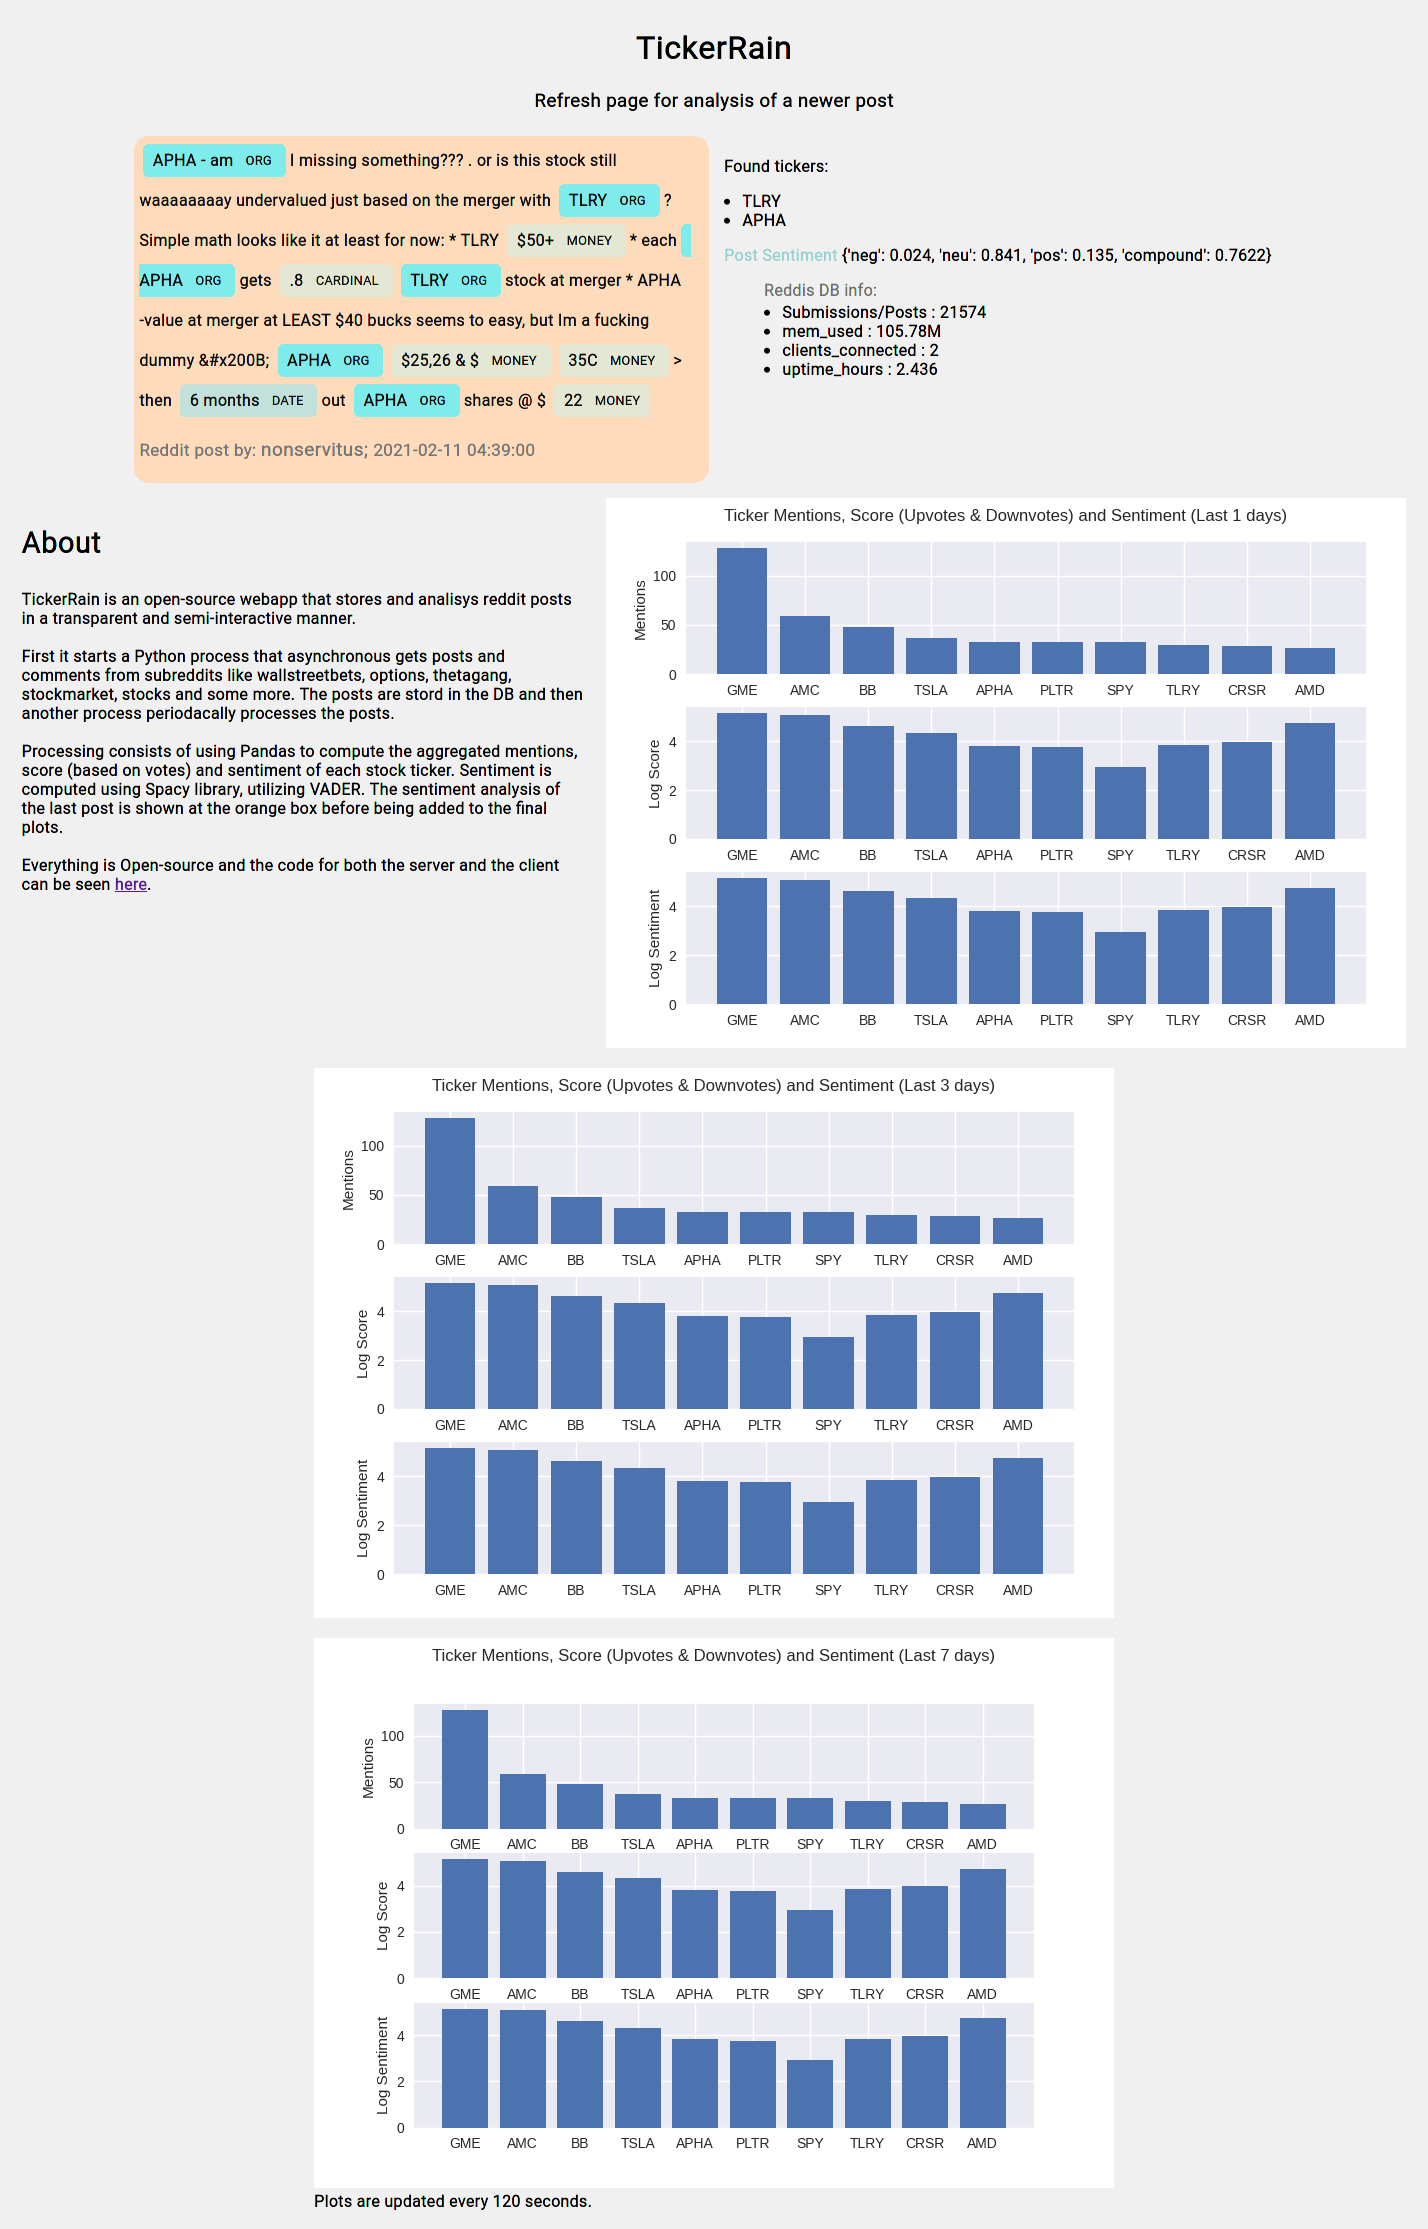 TickerRain
Refresh page for analysis of a newer post
APHA - am ORG I missing something??? . or is this stock still
waaaaaaaay undervalued just based on the merger with TLRY ORG ?
Simple math looks like it at least for now: * TLRY $50+ MONEY * each
APHA ORG gets .8 CARDINAL TLRY ORG stock at merger * APHA
-value at merger at LEAST $40 bucks seems to easy, but Im a fucking
dummy &#x200B; APHA ORG $25,26 & $ MONEY 35C MONEY >
then 6 months DATE out APHA ORG shares @ $ 22 MONEY
Reddit post by: nonservitus; 2021-02-11 04:39:00
Found tickers:
• TLRY
• APHA
Post Sentiment {'neg': 0.024, 'neu': 0.841, 'pos': 0.135, 'compound': 0.7622}
Reddis DB info:
• Submissions/Posts : 21574
• mem_used : 105.78M
• clients_connected : 2
• uptime_hours : 2.436
About
TickerRain is an open-source webapp that stores and analisys reddit posts
in a transparent and semi-interactive manner.
First it starts a Python process that asynchronous gets posts and
comments from subreddits like wallstreetbets, options, thetagang,
stockmarket, stocks and some more. The posts are stord in the DB and then
another process periodacally processes the posts.
Processing consists of using Pandas to compute the aggregated mentions,
score (based on votes) and sentiment of each stock ticker. Sentiment is
computed using Spacy library, utilizing VADER. The sentiment analysis of
the last post is shown at the orange box before being added to the final
plots.
Everything is Open-source and the code for both the server and the client
can be seen here.
Ticker Mentions, Score (Upvotes & Downvotes) and Sentiment (Last 1 days)
Mentions
100
50
0
GME AMC BB TSLA APHA PLTR SPY TLRY CRSR AMD
Log Score
4
2
0
GME AMC BB TSLA APHA PLTR SPY TLRY CRSR AMD
Log Sentiment
4
2
0
GME AMC BB TSLA APHA PLTR SPY TLRY CRSR AMD
Ticker Mentions, Score (Upvotes & Downvotes) and Sentiment (Last 3 days)
Mentions
100
50
0
GME AMC BB TSLA APHA PLTR SPY TLRY CRSR AMD
Log Score
4
2
0
GME AMC BB TSLA APHA PLTR SPY TLRY CRSR AMD
Log Sentiment
4
2
0
GME AMC BB TSLA APHA PLTR SPY TLRY CRSR AMD
Ticker Mentions, Score (Upvotes & Downvotes) and Sentiment (Last 7 days)
Mentions
100
50
0
GME AMC BB TSLA APHA PLTR SPY TLRY CRSR AMD
Log Score
4
2
0
GME AMC BB TSLA APHA PLTR SPY TLRY CRSR AMD
Log Sentiment
4
2
0
GME AMC BB TSLA APHA PLTR SPY TLRY CRSR AMD
Plots are updated every 120 seconds.